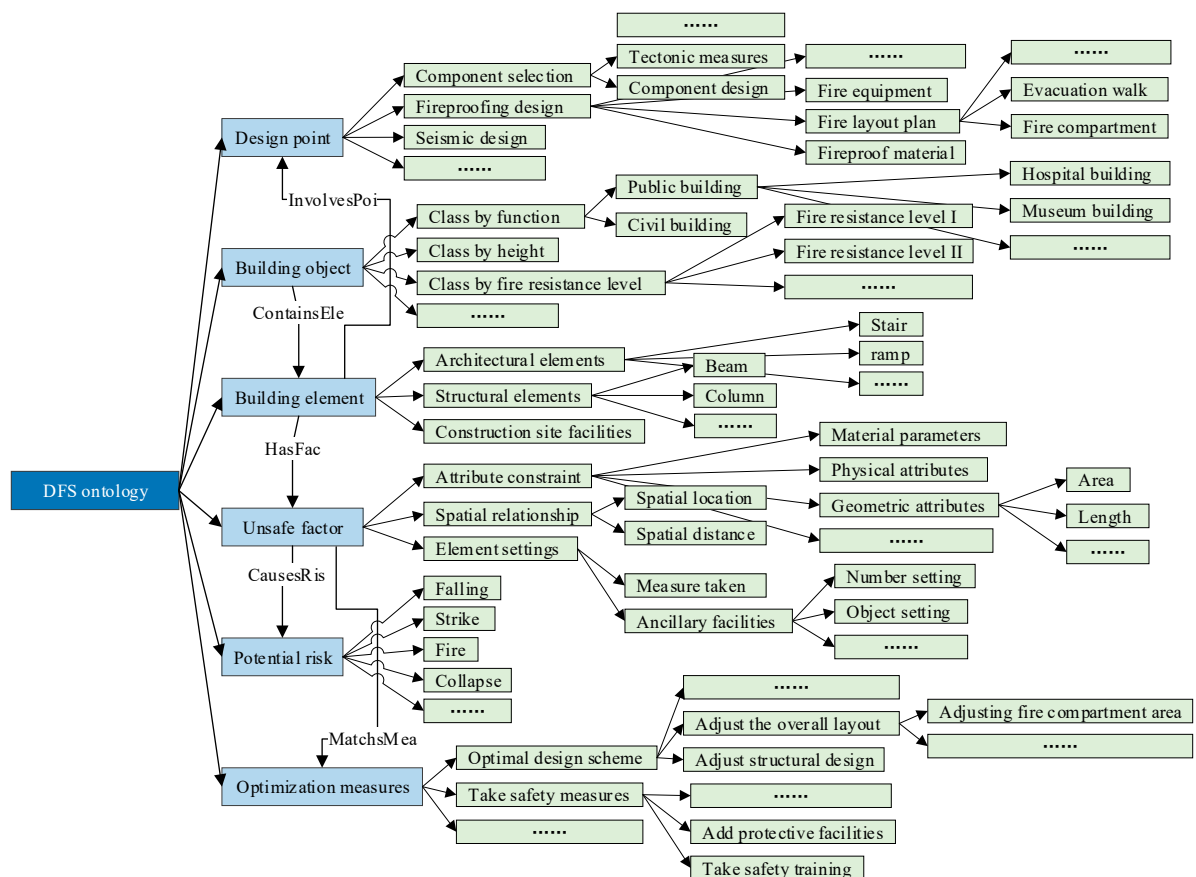 DFS ontology
Design point
InvolvesPoi
Building object
ContainsEle
Building element
HasFac
Unsafe factor
CausesRis
Potential risk
MatchsMea
Optimization measures
Component selection
Fireproofing design
Seismic design
......
......
Tectonic measures
Component design
......
Fire equipment
Fire layout plan
Fireproof material
......
Evacuation walk
Fire compartment
Class by function
Class by height
Class by fire resistance level
......
Public building
Civil building
Hospital building
Museum building
......
Fire resistance level I
Fire resistance level II
......
Architectural elements
Structural elements
Construction site facilities
Stair
ramp
......
Beam
Column
......
Attribute constraint
Spatial relationship
Element settings
Material parameters
Physical attributes
Geometric attributes
......
Area
Length
......
Spatial location
Spatial distance
Measure taken
Ancillary facilities
Number setting
Object setting
......
Falling
Strike
Fire
Collapse
......
Optimal design scheme
Take safety measures
......
......
Adjust the overall layout
Adjust structural design
Adjusting fire compartment area
......
......
Add protective facilities
Take safety training